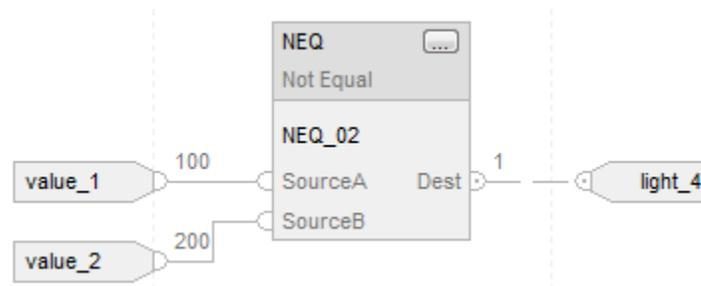 NEQ
...
Not Equal
NEQ_02
100
1
value_1
SourceA
Dest
light_4
200
SourceB
value_2